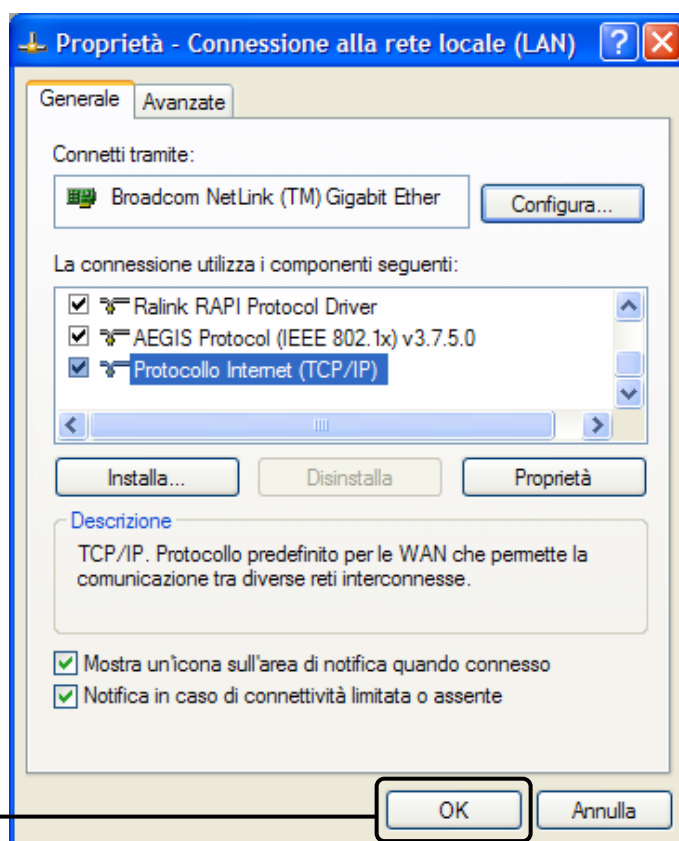 Proprietà - Connessione alla rete locale (LAN)
Generale
Avanzate
Connetti tramite:
Broadcom NetLink (TM) Gigabit Ether
Configura...
La connessione utilizza i componenti seguenti:
Ralink RAPI Protocol Driver
AEGIS Protocol (IEEE 802.1x) v3.7.5.0
Protocollo Internet (TCP/IP)
Installa...
Disinstalla
Proprietà
Descrizione
TCP/IP. Protocollo predefinito per le WAN che permette la
comunicazione tra diverse reti interconnesse.
Mostra un'icona sull'area di notifica quando connesso
Notifica in caso di connettività limitata o assente
OK
Annulla